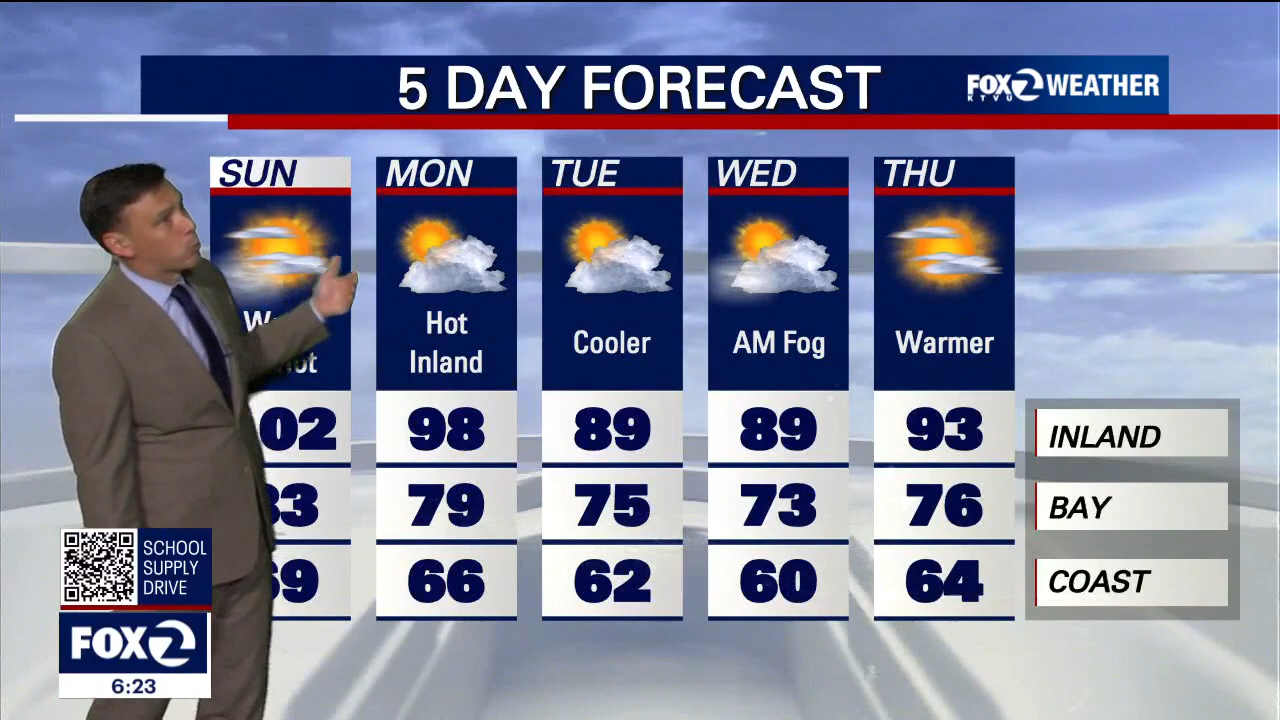 5 DAY FORECAST
FOX 2 WEATHER
KTVU
SUN MON TUE WED THU
Hot
Inland
Cooler
AM Fog
Warmer
02 98 89 89 93 INLAND
79 75 73 76 BAY
66 62 60 64 COAST
SCHOOL
SUPPLY
DRIVE
FOX 2
6:23